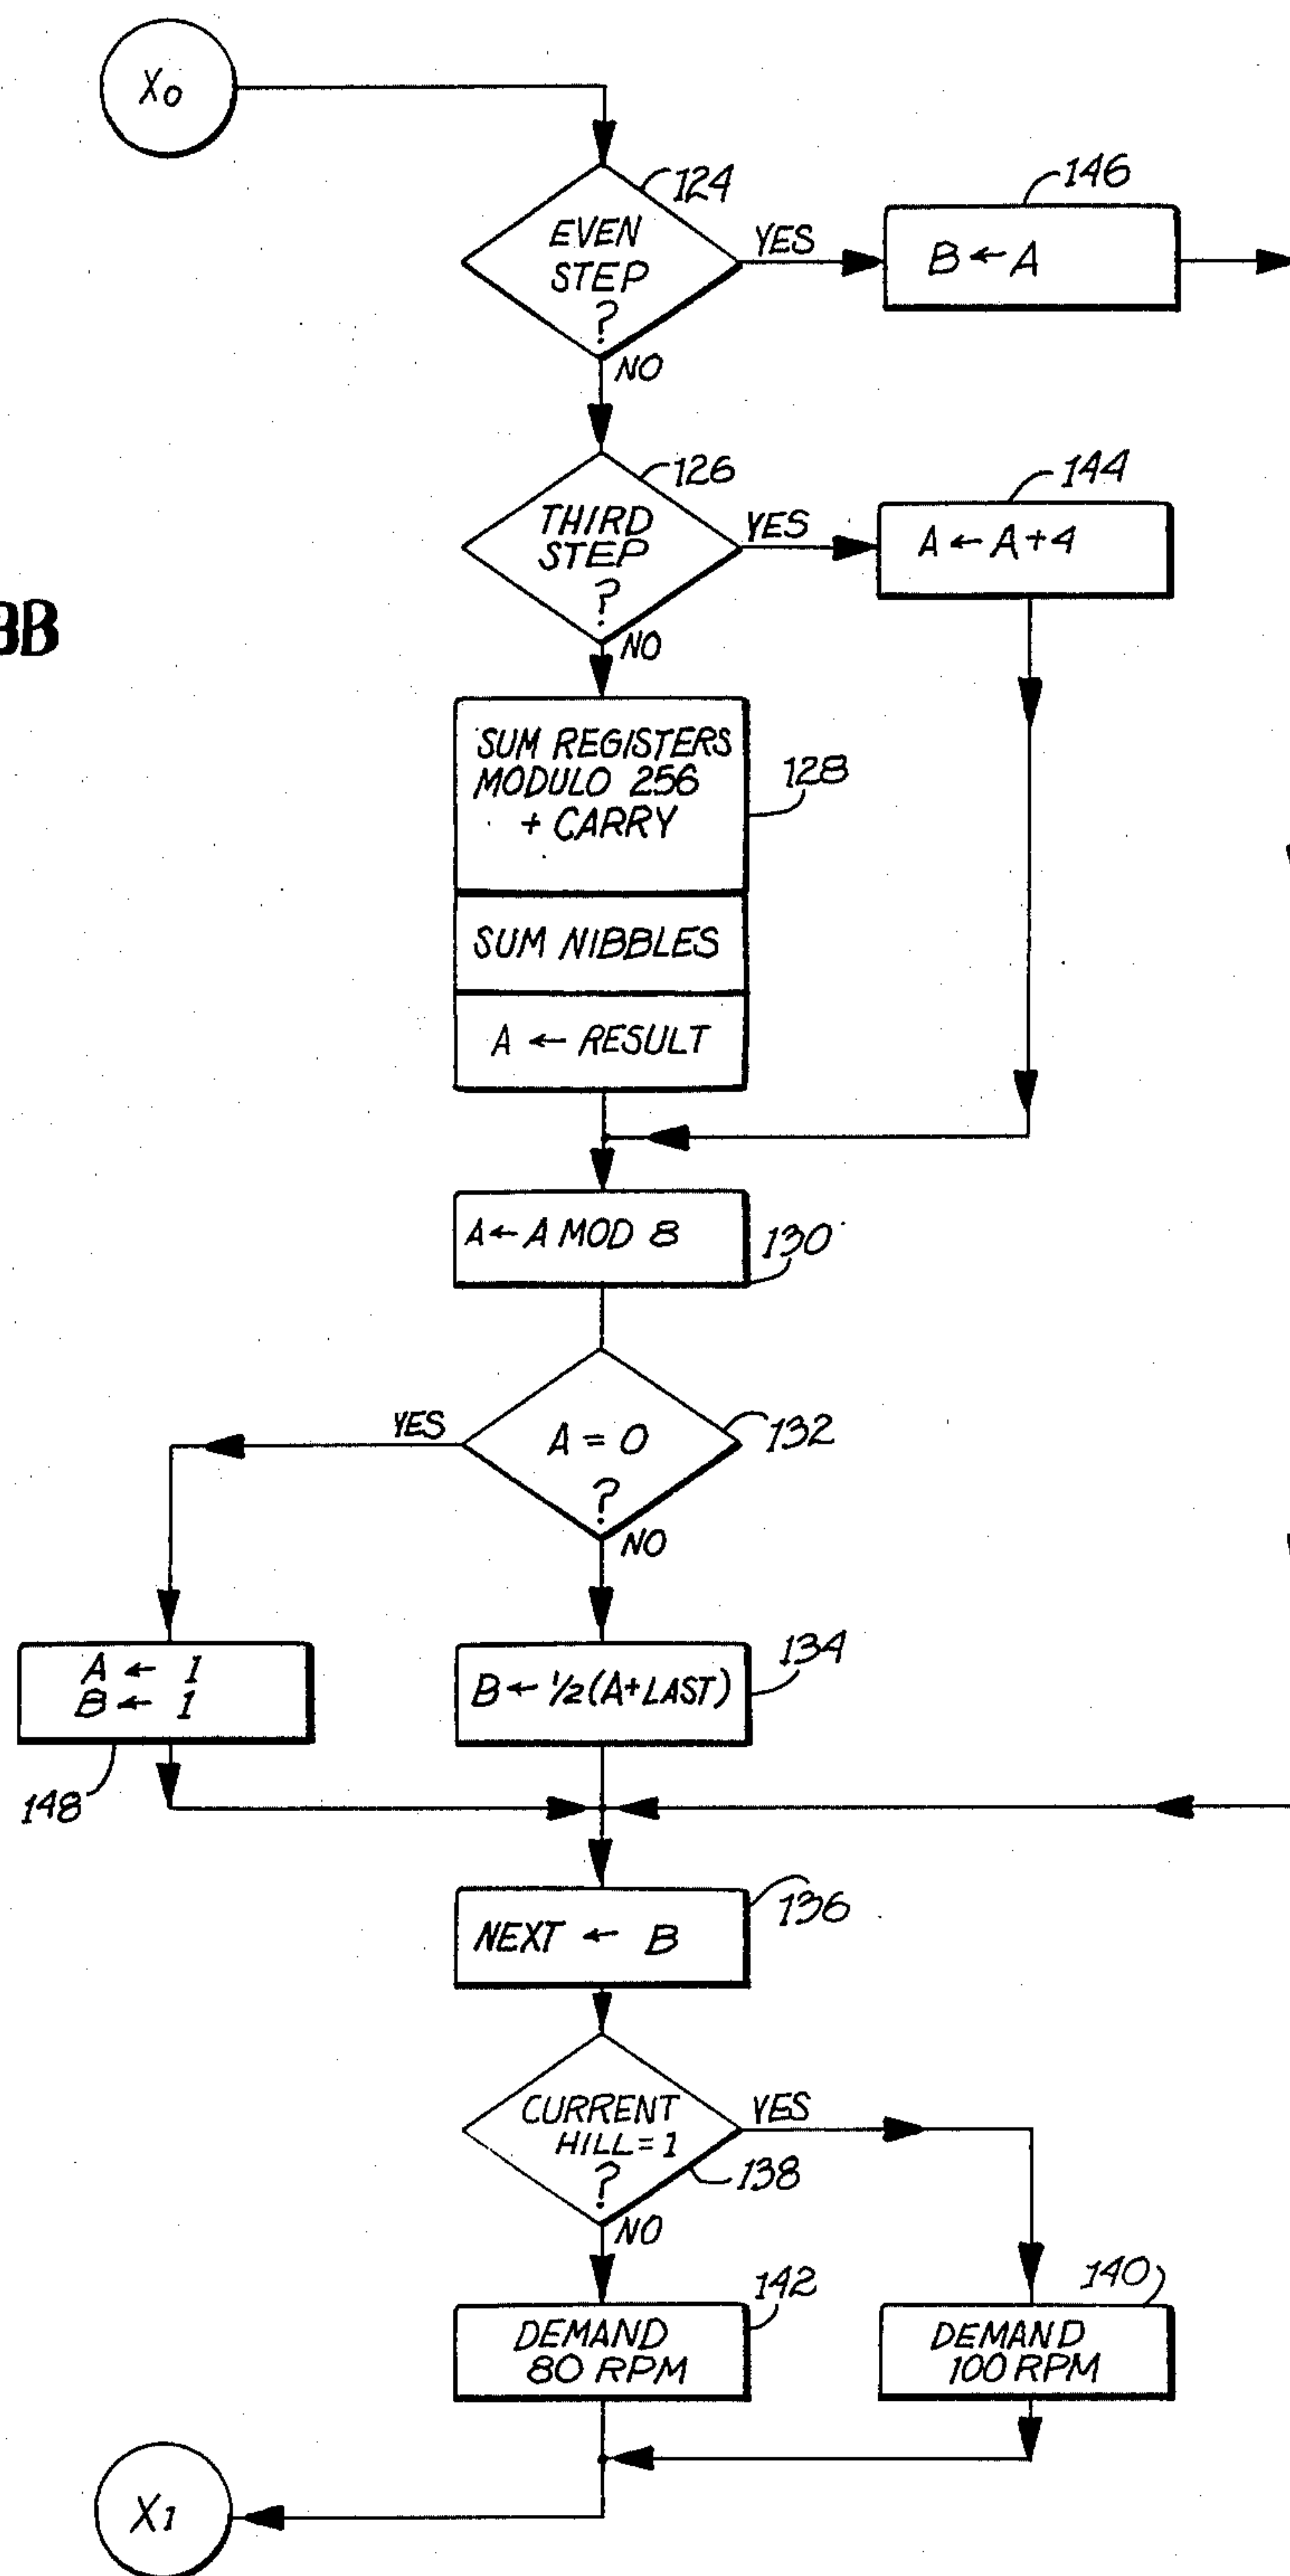 X0
124
EVEN
STEP
?
YES
146
B ← A
NO
126
THIRD
STEP
?
YES
144
A ← A+4
3B
NO
SUM REGISTERS
MODULO 256
+ CARRY
128
SUM NIBBLES
A ← RESULT
A ← A MOD 8
130
YES
A = 0
?
132
NO
A ← 1
B ← 1
148
B ← ½(A+LAST)
134
NEXT ← B
136
CURRENT
HILL=1
?
YES
138
NO
DEMAND
80 RPM
142
DEMAND
100 RPM
140
X1